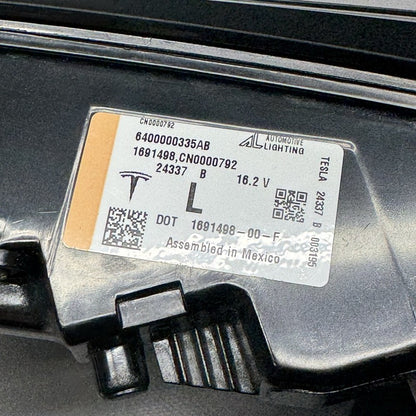 CN0000792
6400000335AB
1691498,CN0000792
24337 B 16.2 V
AL AUTOMOTIVE LIGHTING
L
DOT 1691498-00-F
Assembled in Mexico
TESLA 24337 B 003195